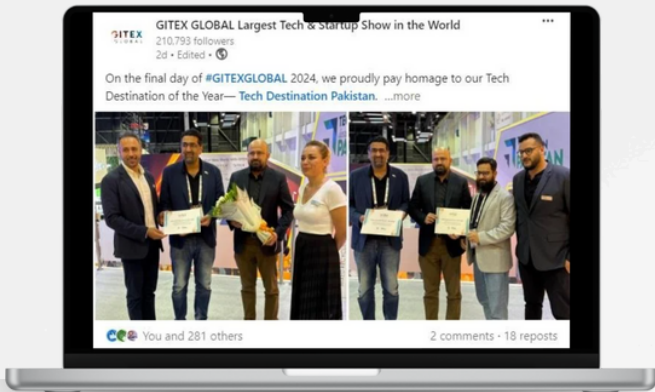 GITEX GLOBAL Largest Tech & Startup Show in the World
GITEX
GLOBAL
210,793 followers
2d • Edited •
On the final day of #GITEXGLOBAL 2024, we proudly pay homage to our Tech
Destination of the Year— Tech Destination Pakistan. ...more
You and 281 others
2 comments • 18 reposts